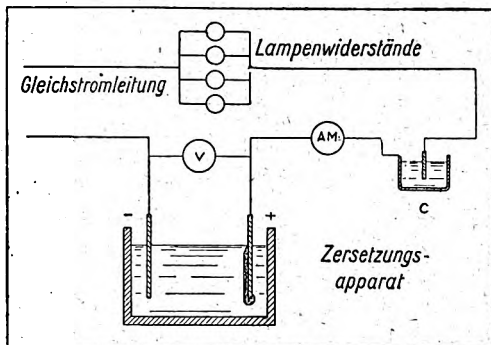 Lampenwiderstände
Gleichstromleitung
V
AM:
C
- +
Zersetzungs-
apparat